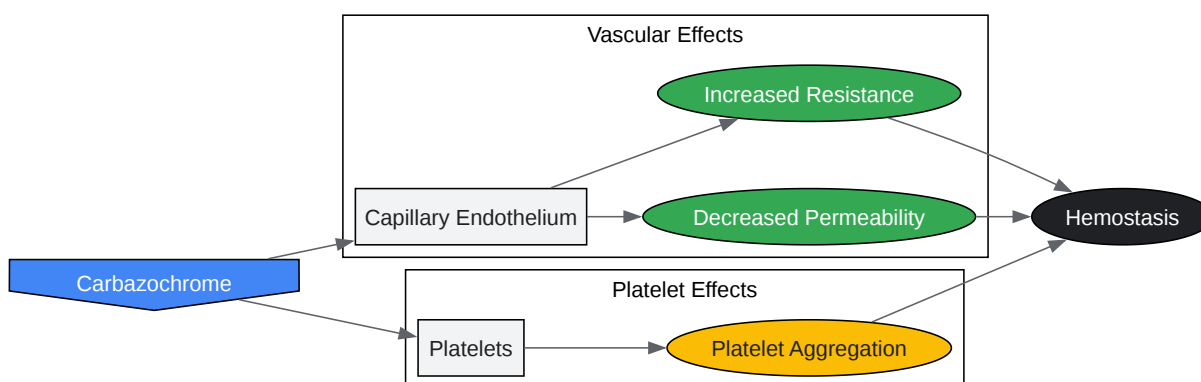 Vascular Effects
Increased Resistance
Capillary Endothelium
Decreased Permeability
Hemostasis
Carbazochrome
Platelet Effects
Platelets
Platelet Aggregation